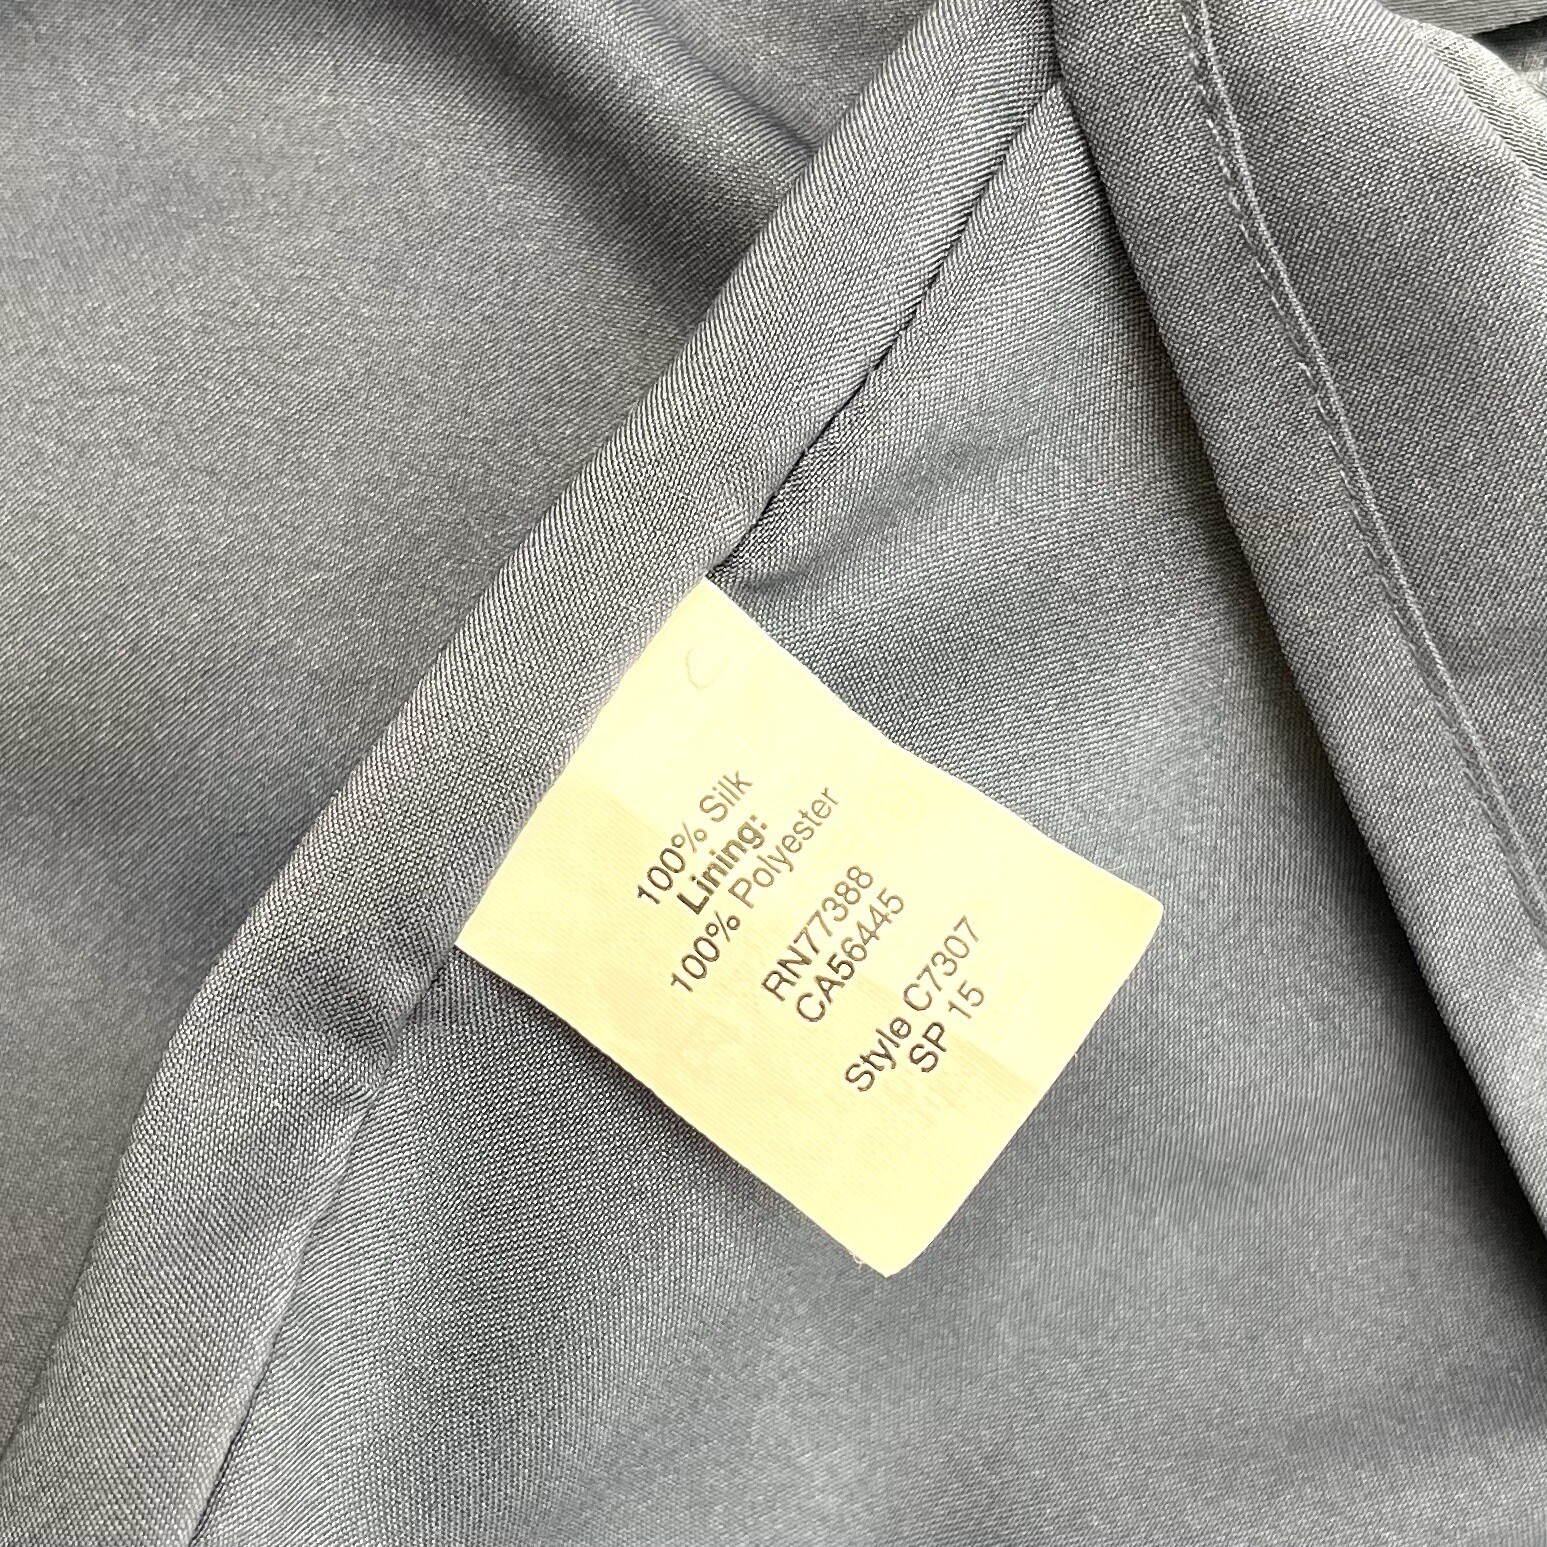 100% Silk
Lining:
100% Polyester
RN77388
CA56445
Style C7307
SP 15